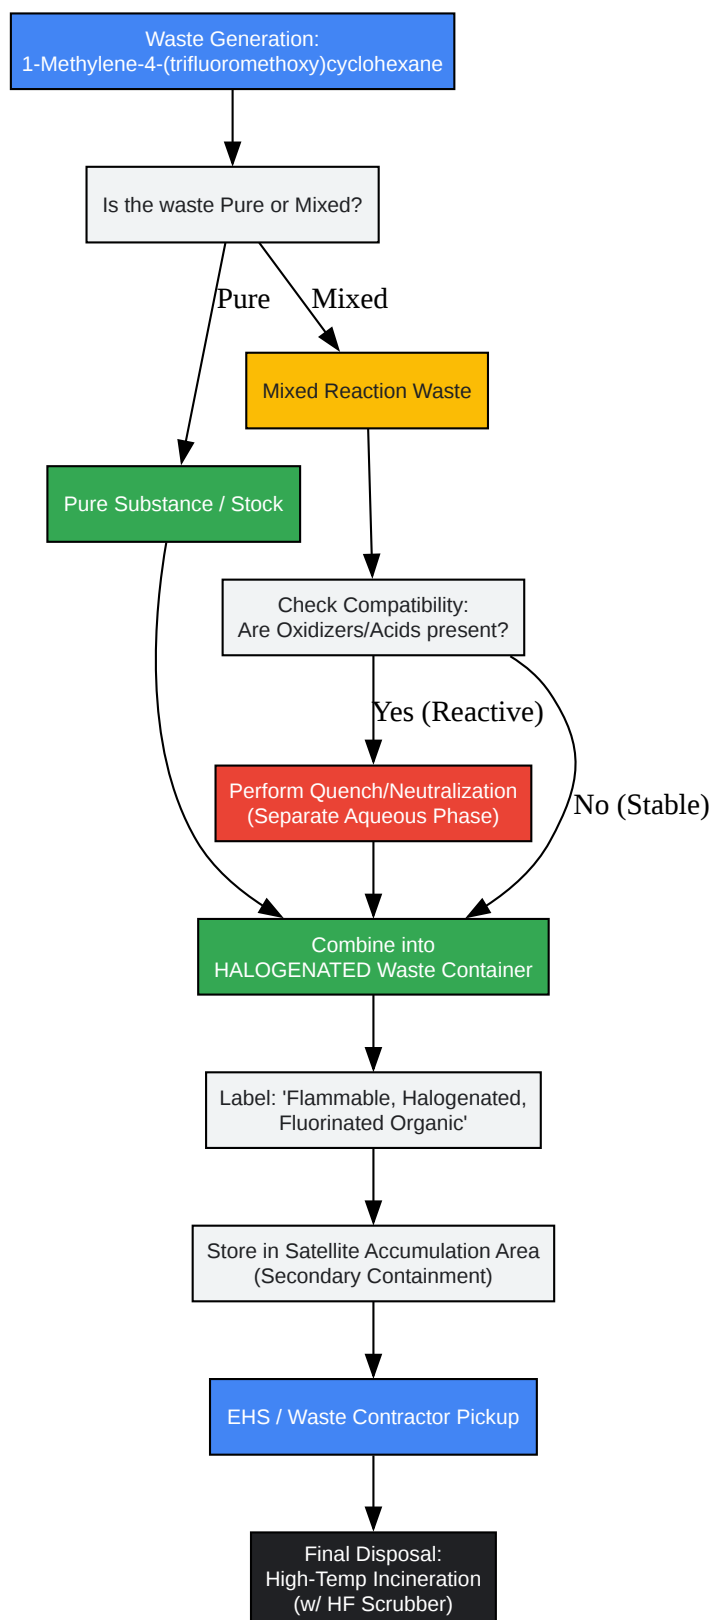 Waste Generation:
1-Methylene-4-(trifluoromethoxy)cyclohexane
Is the waste Pure or Mixed?
Pure
Mixed
Mixed Reaction Waste
Pure Substance / Stock
Check Compatibility:
Are Oxidizers/Acids present?
Yes (Reactive)
Perform Quench/Neutralization
(Separate Aqueous Phase)
No (Stable)
Combine into
HALOGENATED Waste Container
Label: 'Flammable, Halogenated,
Fluorinated Organic'
Store in Satellite Accumulation Area
(Secondary Containment)
EHS / Waste Contractor Pickup
Final Disposal:
High-Temp Incineration
(w/ HF Scrubber)